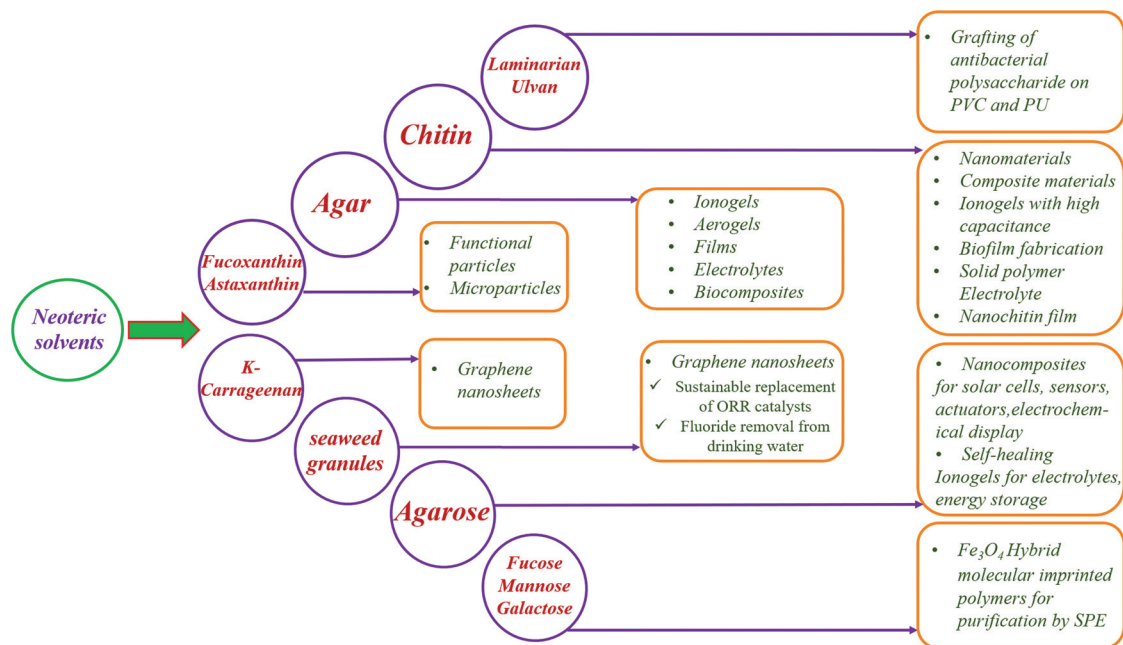 Neoteric
solvents
Laminarian
Ulvan
• Grafting of
antibacterial
polysaccharide on
PVC and PU
Chitin
• Nanomaterials
• Composite materials
• Ionogels with high
capacitance
• Biofilm fabrication
• Solid polymer
Electrolyte
• Nanochitin film
Agar
• Ionogels
• Aerogels
• Films
• Electrolytes
• Biocomposites
Fucoxanthin
Astaxanthin
• Functional
particles
• Microparticles
K-
Carrageenan
• Graphene
nanosheets
seaweed
granules
• Graphene nanosheets
✓ Sustainable replacement
of ORR catalysts
✓ Fluoride removal from
drinking water
Agarose
• Nanocomposites
for solar cells, sensors,
actuators,electrochem-
ical display
• Self-healing
Ionogels for electrolytes,
energy storage
Fucose
Mannose
Galactose
• Fe₃O₄ Hybrid
molecular imprinted
polymers for
purification by SPE